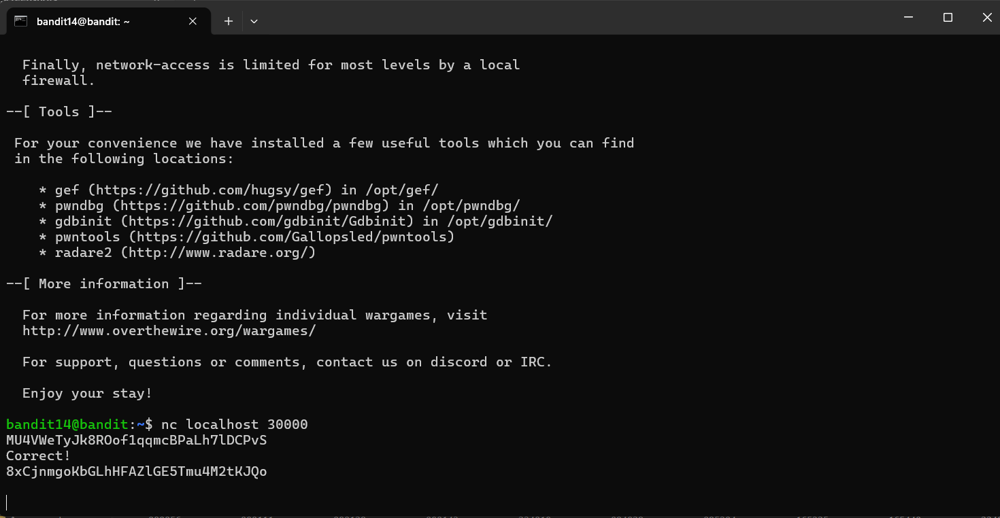 bandit14@bandit: ~
Finally, network-access is limited for most levels by a local
firewall.
--[ Tools ]--
For your convenience we have installed a few useful tools which you can find
in the following locations:
* gef (https://github.com/hugsy/gef) in /opt/gef/
* pwndbg (https://github.com/pwndbg/pwndbg) in /opt/pwndbg/
* gdbinit (https://github.com/gdbinit/Gdbinit) in /opt/gdbinit/
* pwntools (https://github.com/Gallopsled/pwntools)
* radare2 (http://www.radare.org/)
--[ More information ]--
For more information regarding individual wargames, visit
http://www.overthewire.org/wargames/
For support, questions or comments, contact us on discord or IRC.
Enjoy your stay!
bandit14@bandit:~$ nc localhost 30000
MU4VWeTyJk8ROof1qqmcBPaLh7lDCPvS
Correct!
8xCjnmgoKbGLhHFAZlGE5Tmu4M2tKJQo